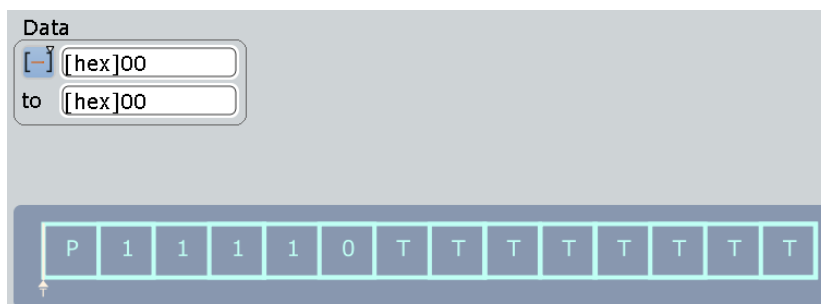 Data
[–] [hex]00
to [hex]00
P 1 1 1 1 0 T T T T T T T T